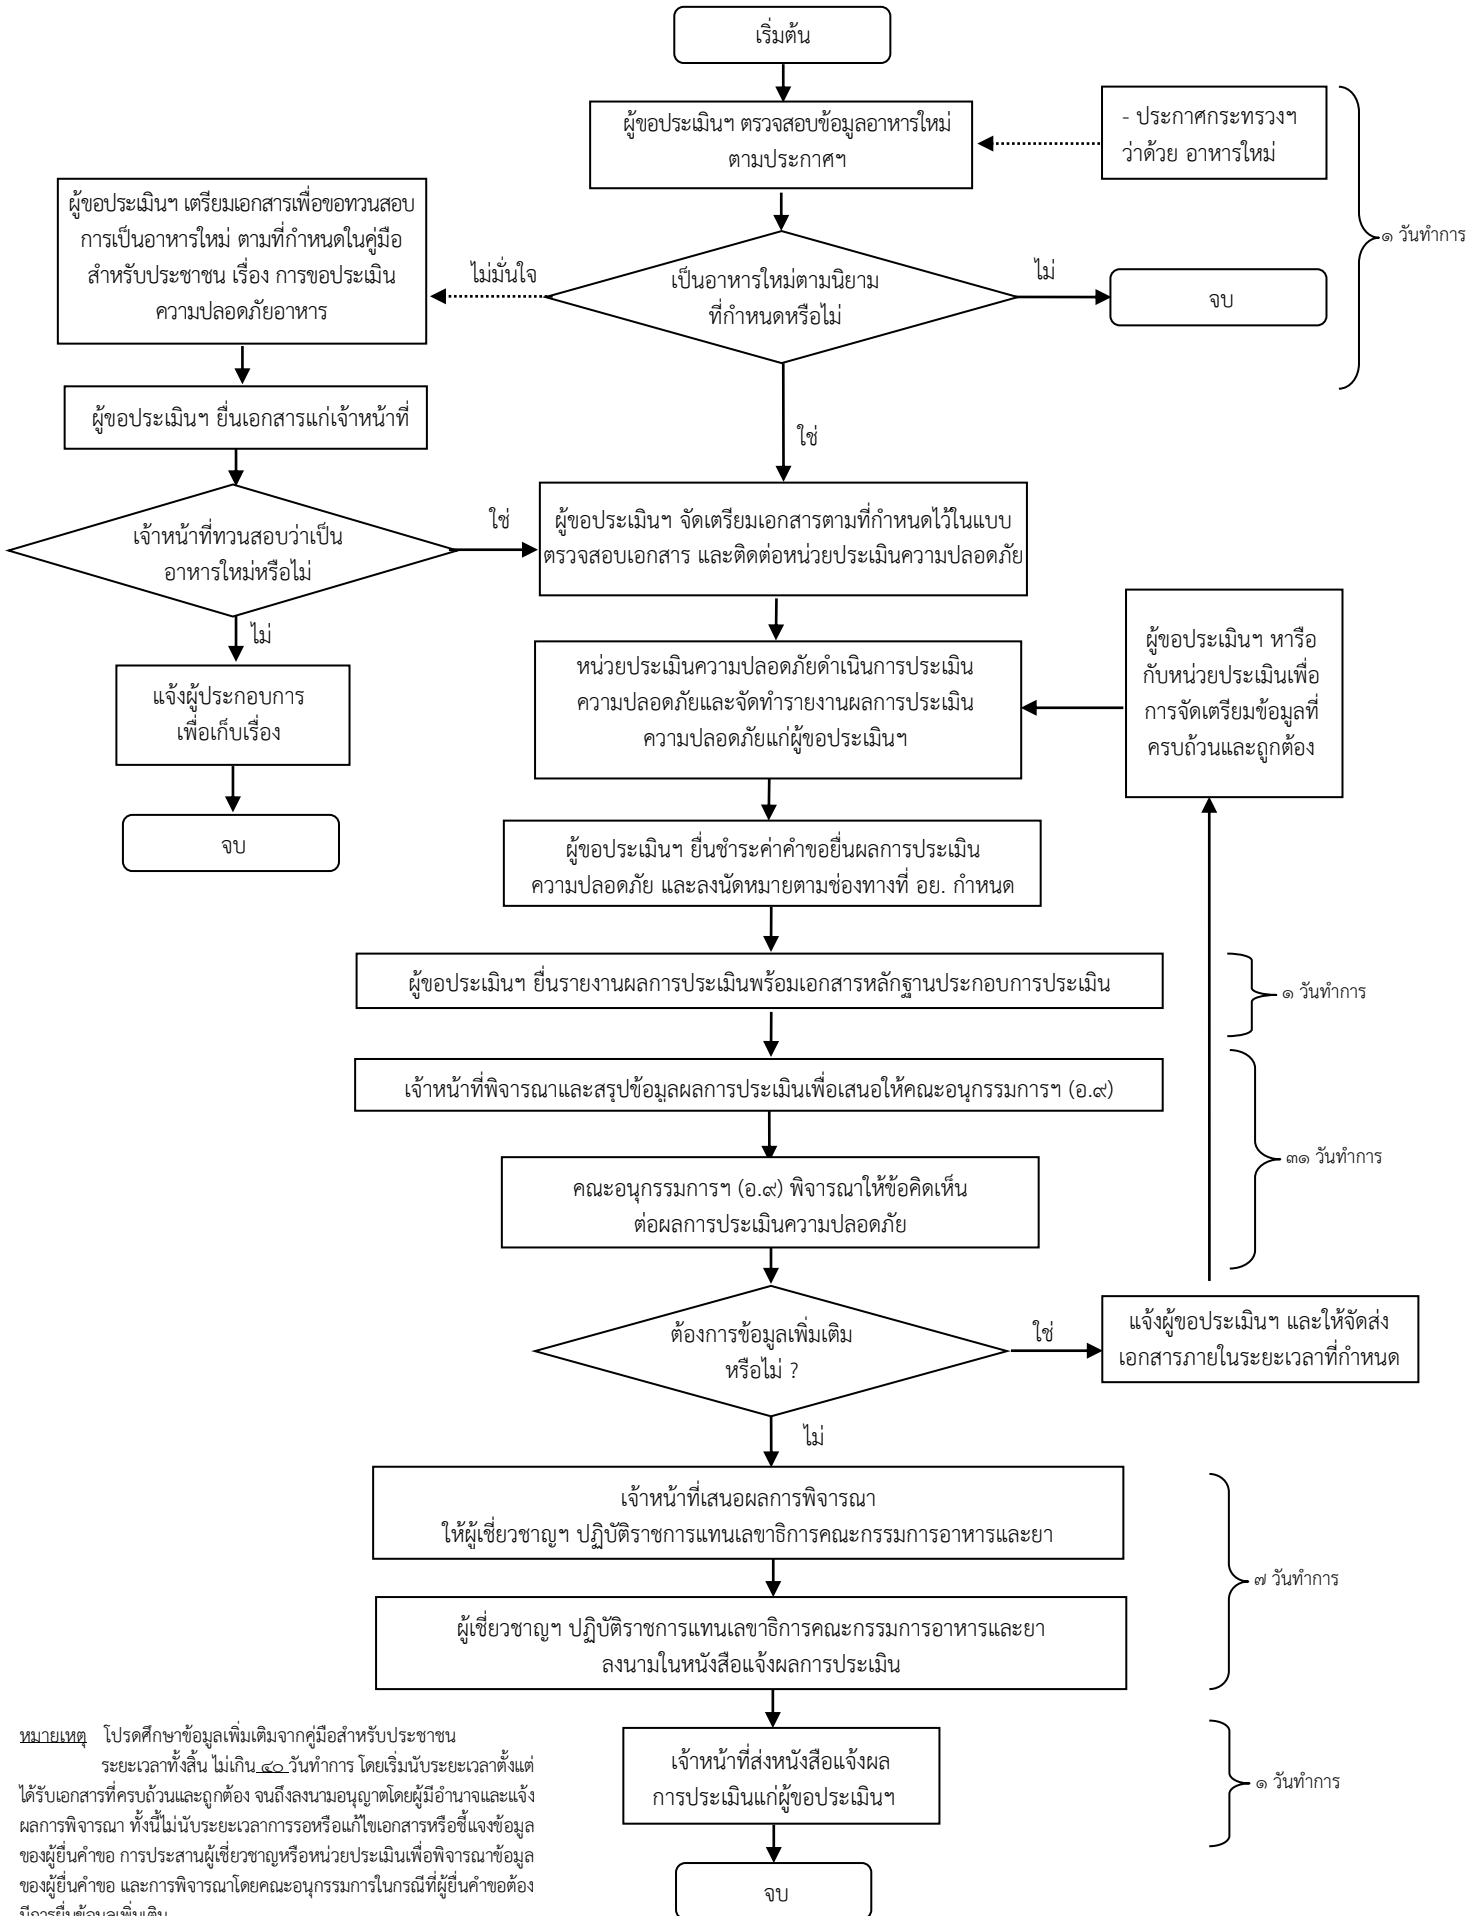 เริ่มต้น
ผู้ขอประเมินฯ ตรวจสอบข้อมูลอาหารใหม่
ตามประกาศฯ
- ประกาศกระทรวงฯ
ว่าด้วย อาหารใหม่
๑ วันทำการ
ผู้ขอประเมินฯ เตรียมเอกสารเพื่อขอทวนสอบ
การเป็นอาหารใหม่ ตามที่กำหนดในคู่มือ
สำหรับประชาชน เรื่อง การขอประเมิน
ความปลอดภัยอาหาร
ไม่มั่นใจ
เป็นอาหารใหม่ตามนิยาม
ที่กำหนดหรือไม่
ไม่
จบ
ผู้ขอประเมินฯ ยื่นเอกสารแก่เจ้าหน้าที่
ใช่
เจ้าหน้าที่ทวนสอบว่าเป็น
อาหารใหม่หรือไม่
ใช่
ผู้ขอประเมินฯ จัดเตรียมเอกสารตามที่กำหนดไว้ในแบบ
ตรวจสอบเอกสาร และติดต่อหน่วยประเมินความปลอดภัย
ไม่
แจ้งผู้ประกอบการ
เพื่อเก็บเรื่อง
จบ
หน่วยประเมินความปลอดภัยดำเนินการประเมิน
ความปลอดภัยและจัดทำรายงานผลการประเมิน
ความปลอดภัยแก่ผู้ขอประเมินฯ
ผู้ขอประเมินฯ หารือ
กับหน่วยประเมินเพื่อ
การจัดเตรียมข้อมูลที่
ครบถ้วนและถูกต้อง
ผู้ขอประเมินฯ ยื่นชำระค่าคำขอยื่นผลการประเมิน
ความปลอดภัย และลงนัดหมายตามช่องทางที่ อย. กำหนด
ผู้ขอประเมินฯ ยื่นรายงานผลการประเมินพร้อมเอกสารหลักฐานประกอบการประเมิน
๑ วันทำการ
เจ้าหน้าที่พิจารณาและสรุปข้อมูลผลการประเมินเพื่อเสนอให้คณะอนุกรรมการฯ (อ.๙)
๓๑ วันทำการ
คณะอนุกรรมการฯ (อ.๙) พิจารณาให้ข้อคิดเห็น
ต่อผลการประเมินความปลอดภัย
ต้องการข้อมูลเพิ่มเติม
หรือไม่ ?
ใช่
แจ้งผู้ขอประเมินฯ และให้จัดส่ง
เอกสารภายในระยะเวลาที่กำหนด
ไม่
เจ้าหน้าที่เสนอผลการพิจารณา
ให้ผู้เชี่ยวชาญฯ ปฏิบัติราชการแทนเลขาธิการคณะกรรมการอาหารและยา
๗ วันทำการ
ผู้เชี่ยวชาญฯ ปฏิบัติราชการแทนเลขาธิการคณะกรรมการอาหารและยา
ลงนามในหนังสือแจ้งผลการประเมิน
เจ้าหน้าที่ส่งหนังสือแจ้งผล
การประเมินแก่ผู้ขอประเมินฯ
๑ วันทำการ
จบ
หมายเหตุ โปรดศึกษาข้อมูลเพิ่มเติมจากคู่มือสำหรับประชาชน
ระยะเวลาทั้งสิ้น ไม่เกิน ๔๐ วันทำการ โดยเริ่มนับระยะเวลาตั้งแต่
ได้รับเอกสารที่ครบถ้วนและถูกต้อง จนถึงลงนามอนุญาตโดยผู้มีอำนาจและแจ้ง
ผลการพิจารณา ทั้งนี้ไม่นับระยะเวลาการรอหรือแก้ไขเอกสารหรือชี้แจงข้อมูล
ของผู้ยื่นคำขอ การประสานผู้เชี่ยวชาญหรือหน่วยประเมินเพื่อพิจารณาข้อมูล
ของผู้ยื่นคำขอ และการพิจารณาโดยคณะอนุกรรมการในกรณีที่ผู้ยื่นคำขอต้อง
มีการยื่นข้อมูลเพิ่มเติม